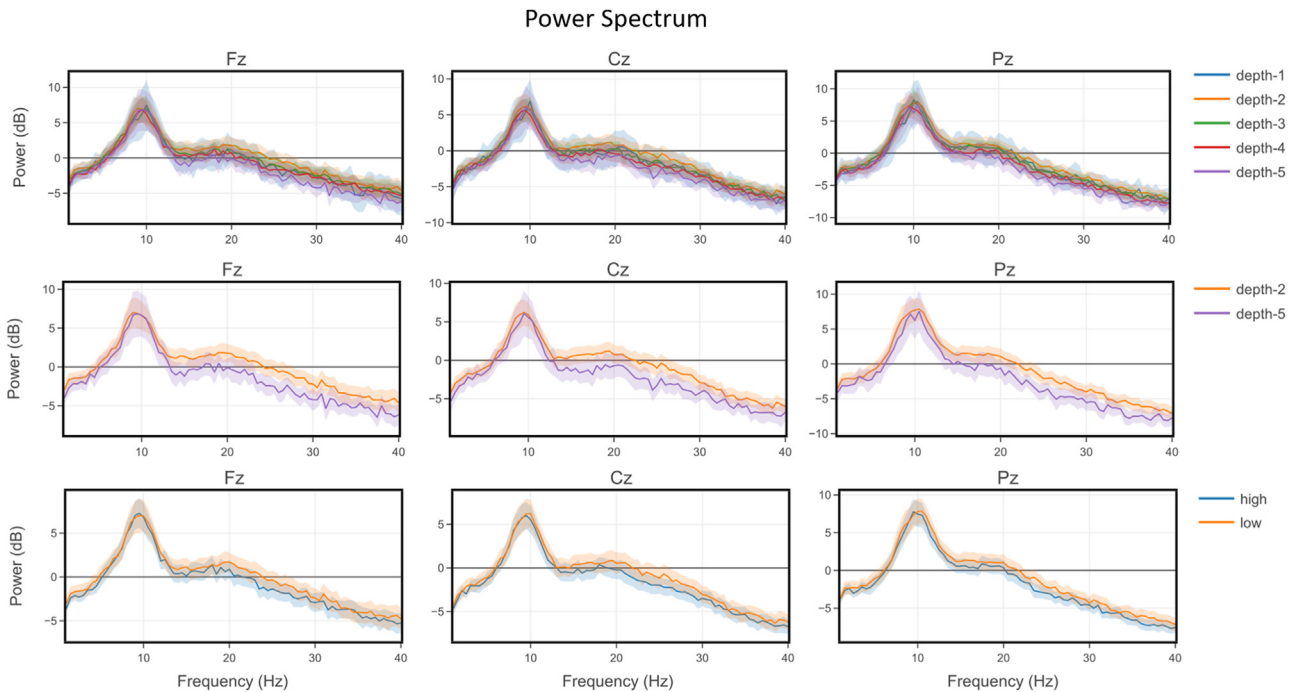 Power Spectrum
Fz Cz Pz
Power (dB)
10 5 0 −5
10 20 30 40
10 5 0 −5 −10
10 20 30 40
10 5 0 −5 −10
10 20 30 40
depth-1
depth-2
depth-3
depth-4
depth-5
Fz Cz Pz
Power (dB)
10 5 0 −5
10 20 30 40
10 5 0 −5
10 20 30 40
10 5 0 −5 −10
10 20 30 40
depth-2
depth-5
Fz Cz Pz
Power (dB)
5 0 −5
10 20 30 40
5 0 −5
10 20 30 40
10 5 0 −5
10 20 30 40
high
low
Frequency (Hz) Frequency (Hz) Frequency (Hz)